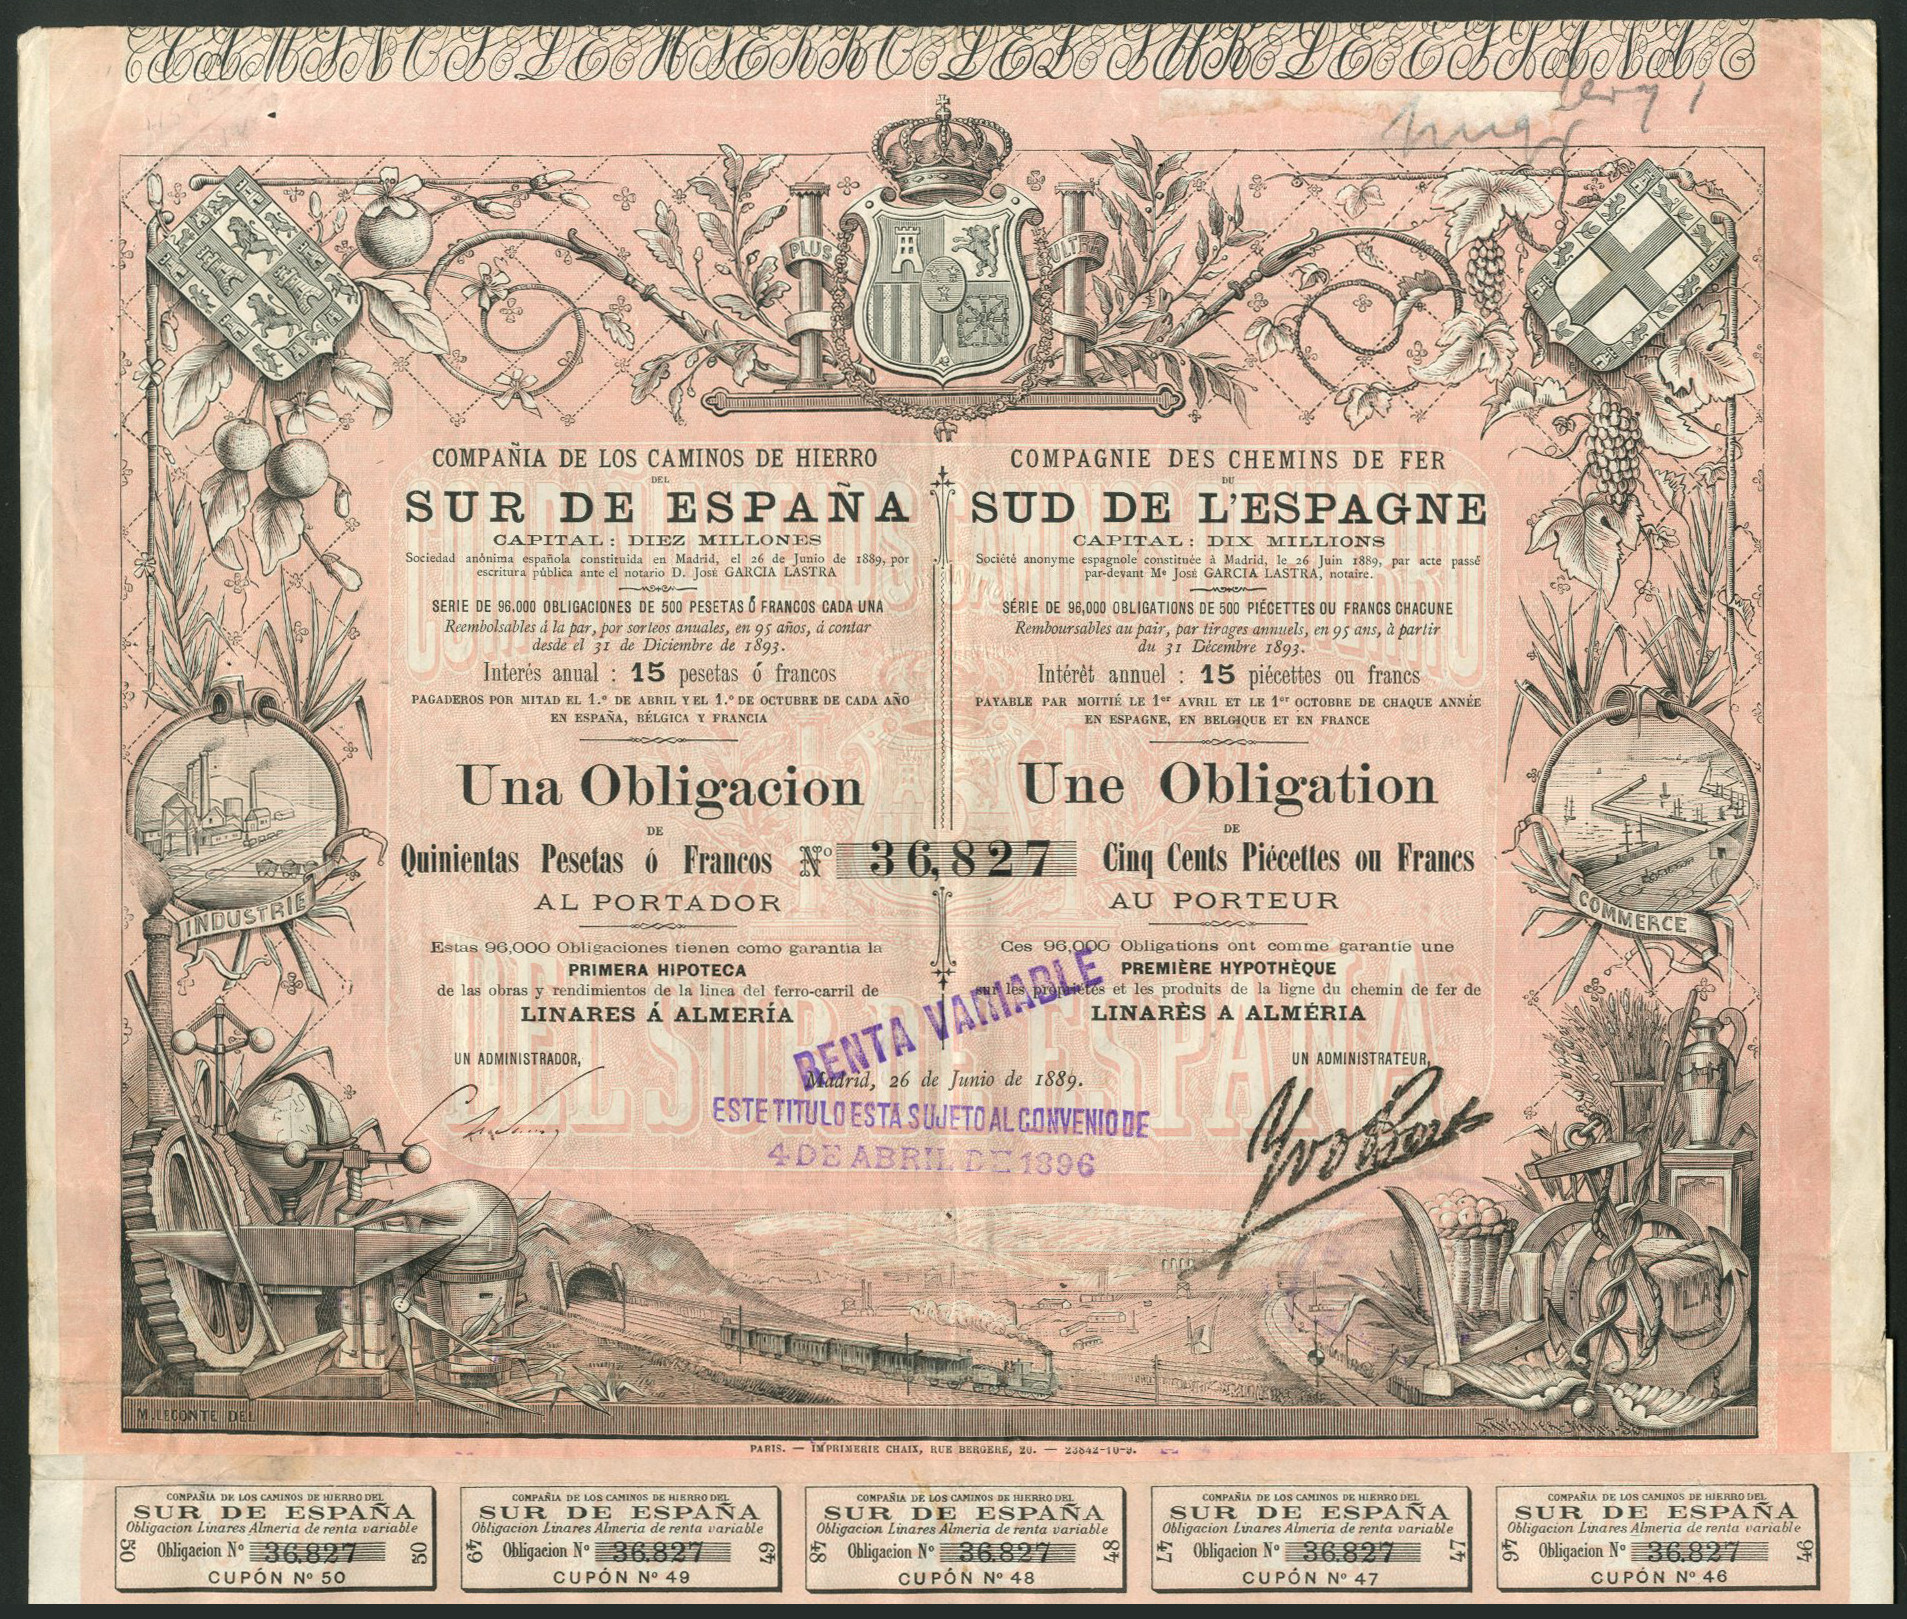 CAMINOS DE HIERRO DEL SUR DE ESPAÑA
PLUS ULTRA
COMPAÑIA DE LOS CAMINOS DE HIERRO
DEL
SUR DE ESPAÑA
CAPITAL: DIEZ MILLONES
Sociedad anónima española constituida en Madrid, el 26 de Junio de 1889, por
escritura pública ante el notario D. José GARCIA LASTRA
SERIE DE 96,000 OBLIGACIONES DE 500 PESETAS Ó FRANCOS CADA UNA
Reembolsables á la par, por sorteos anuales, en 95 años, á contar
desde el 31 de Diciembre de 1893.
Interés anual : 15 pesetas ó francos
PAGADEROS POR MITAD EL 1.º DE ABRIL Y EL 1.º DE OCTUBRE DE CADA AÑO
EN ESPAÑA, BÉLGICA Y FRANCIA
Una Obligacion
DE
Quinientas Pesetas ó Francos
AL PORTADOR
Estas 96,000 Obligaciones tienen como garantia la
PRIMERA HIPOTECA
de las obras y rendimientos de la linea del ferro-carril de
LINARES Á ALMERÍA
UN ADMINISTRADOR,
Nº 36,827
COMPAGNIE DES CHEMINS DE FER
DU
SUD DE L'ESPAGNE
CAPITAL: DIX MILLIONS
Société anonyme espagnole constituée à Madrid, le 26 Juin 1889, par acte passé
par-devant Me José GARCIA LASTRA, notaire.
SÉRIE DE 96,000 OBLIGATIONS DE 500 PIÉCETTES OU FRANCS CHACUNE
Remboursables au pair, par tirages annuels, en 95 ans, à partir
du 31 Décembre 1893.
Intérêt annuel : 15 piécettes ou francs
PAYABLE PAR MOITIÉ LE 1er AVRIL ET LE 1er OCTOBRE DE CHAQUE ANNÉE
EN ESPAGNE, EN BELGIQUE ET EN FRANCE
Une Obligation
DE
Cinq Cents Piécettes ou Francs
AU PORTEUR
Ces 96,000 Obligations ont comme garantie une
PREMIÈRE HYPOTHÈQUE
sur les propriétés et les produits de la ligne du chemin de fer de
LINARÈS A ALMÉRIA
UN ADMINISTRATEUR,
INDUSTRIE
COMMERCE
RENTA VARIABLE
Madrid, 26 de Junio de 1889.
ESTE TITULO ESTA SUJETO AL CONVENIO DE
4 DE ABRIL DE 1896
L.A
M. LECONTE DEL
PARIS. — IMPRIMERIE CHAIX, RUE BERGERE, 20. — 23842-10-9.
COMPAÑIA DE LOS CAMINOS DE HIERRO DEL
SUR DE ESPAÑA
Obligacion Linares Almeria de renta variable
50 Obligacion Nº 36.827 50
CUPÓN Nº 50
COMPAÑIA DE LOS CAMINOS DE HIERRO DEL
SUR DE ESPAÑA
Obligacion Linares Almeria de renta variable
49 Obligacion Nº 36.827 49
CUPÓN Nº 49
COMPAÑIA DE LOS CAMINOS DE HIERRO DEL
SUR DE ESPAÑA
Obligacion Linares Almeria de renta variable
48 Obligacion Nº 36.827 48
CUPÓN Nº 48
COMPAÑIA DE LOS CAMINOS DE HIERRO DEL
SUR DE ESPAÑA
Obligacion Linares Almeria de renta variable
47 Obligacion Nº 36.827 47
CUPÓN Nº 47
COMPAÑIA DE LOS CAMINOS DE HIERRO DEL
SUR DE ESPAÑA
Obligacion Linares Almeria de renta variable
46 Obligacion Nº 36.827 46
CUPÓN Nº 46